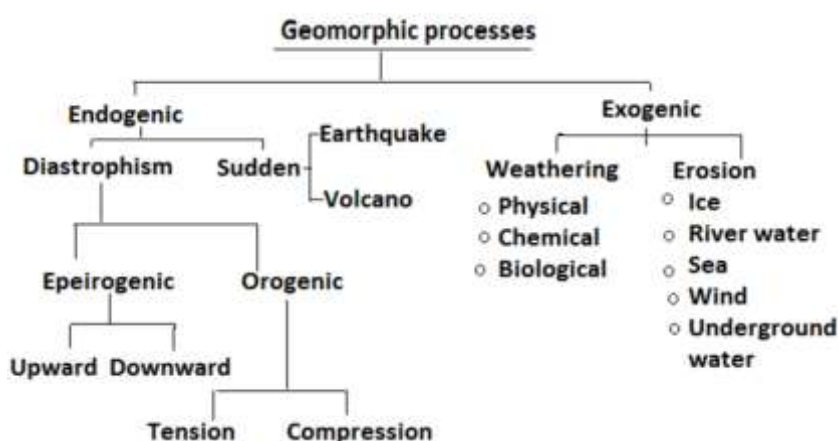 Geomorphic processes
Endogenic
Exogenic
Diastrophism
Sudden
Earthquake
Volcano
Weathering
Physical
Chemical
Biological
Erosion
Ice
River water
Sea
Wind
Underground
water
Epeirogenic
Orogenic
Upward
Downward
Tension
Compression